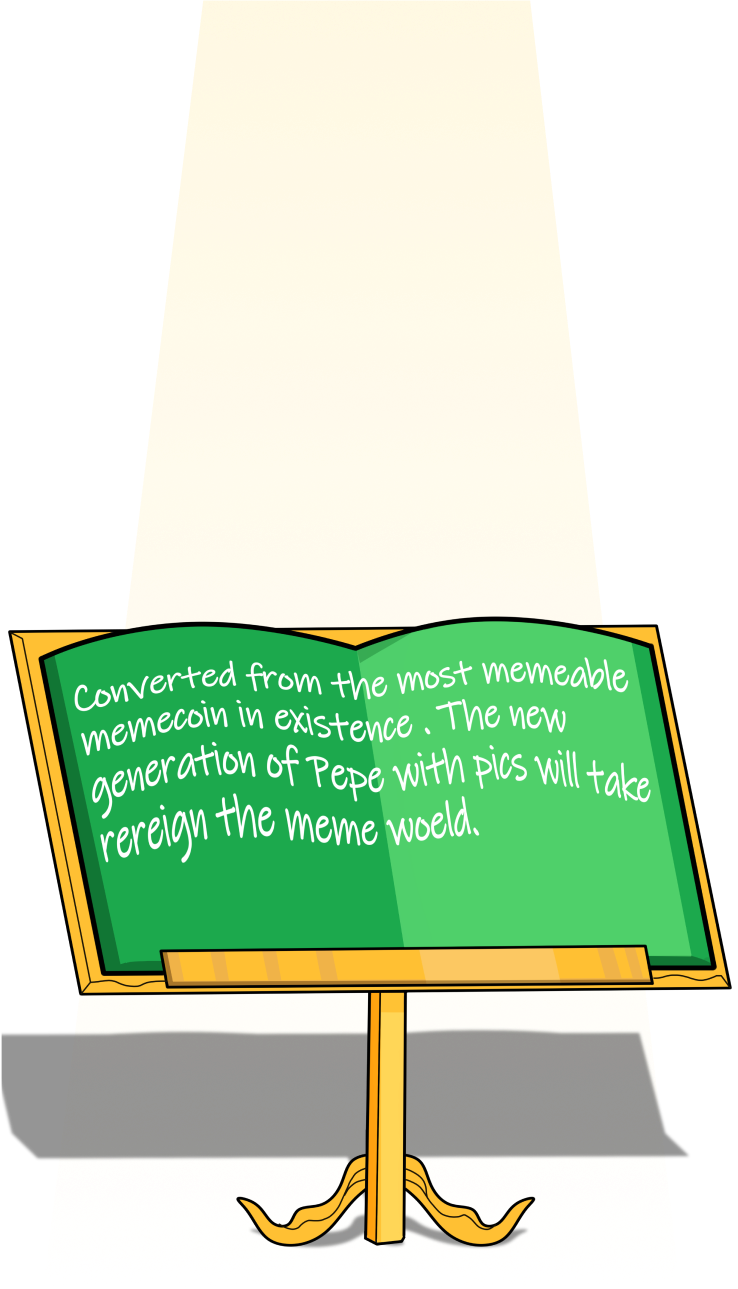 Converted from the most memeable
memecoin in existence . The new
generation of Pepe with pics will take
rereign the meme woeld.